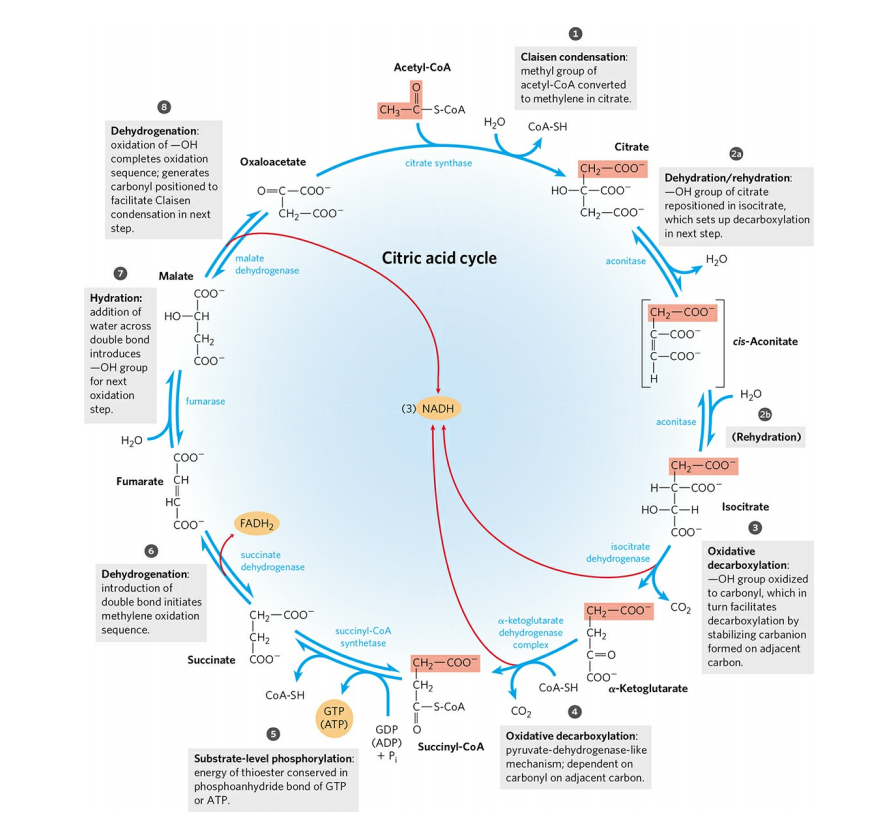 1
Claisen condensation:
methyl group of
acetyl-CoA converted
to methylene in citrate.
Acetyl-CoA
O
CH₃—C—S-CoA
H₂O
CoA-SH
citrate synthase
8
Dehydrogenation:
oxidation of —OH
completes oxidation
sequence; generates
carbonyl positioned to
facilitate Claisen
condensation in next
step.
Oxaloacetate
O=C—COO⁻
CH₂—COO⁻
Citrate
CH₂—COO⁻
HO—C—COO⁻
CH₂—COO⁻
2a
Dehydration/rehydration:
—OH group of citrate
repositioned in isocitrate,
which sets up decarboxylation
in next step.
aconitase
H₂O
Citric acid cycle
malate
dehydrogenase
7
Hydration:
addition of
water across
double bond
introduces
—OH group
for next
oxidation
step.
Malate
COO⁻
HO—CH
CH₂
COO⁻
CH₂—COO⁻
C—COO⁻
C—COO⁻
H
cis-Aconitate
(3) NADH
fumarase
H₂O
aconitase
H₂O
2b
(Rehydration)
Fumarate
COO⁻
CH
HC
COO⁻
CH₂—COO⁻
H—C—COO⁻
HO—C—H
COO⁻
Isocitrate
3
Oxidative
decarboxylation:
—OH group oxidized
to carbonyl, which in
turn facilitates
decarboxylation by
stabilizing carbanion
formed on adjacent
carbon.
isocitrate
dehydrogenase
CO₂
FADH₂
succinate
dehydrogenase
6
Dehydrogenation:
introduction of
double bond initiates
methylene oxidation
sequence.
CH₂—COO⁻
CH₂
COO⁻
Succinate
succinyl-CoA
synthetase
α-ketoglutarate
dehydrogenase
complex
CH₂—COO⁻
CH₂
C=O
COO⁻
α-Ketoglutarate
CoA-SH
GTP
(ATP)
GDP
(ADP)
+ Pᵢ
CH₂—COO⁻
CH₂
C—S-CoA
O
Succinyl-CoA
CoA-SH
CO₂
5
Substrate-level phosphorylation:
energy of thioester conserved in
phosphoanhydride bond of GTP
or ATP.
4
Oxidative decarboxylation:
pyruvate-dehydrogenase-like
mechanism; dependent on
carbonyl on adjacent carbon.